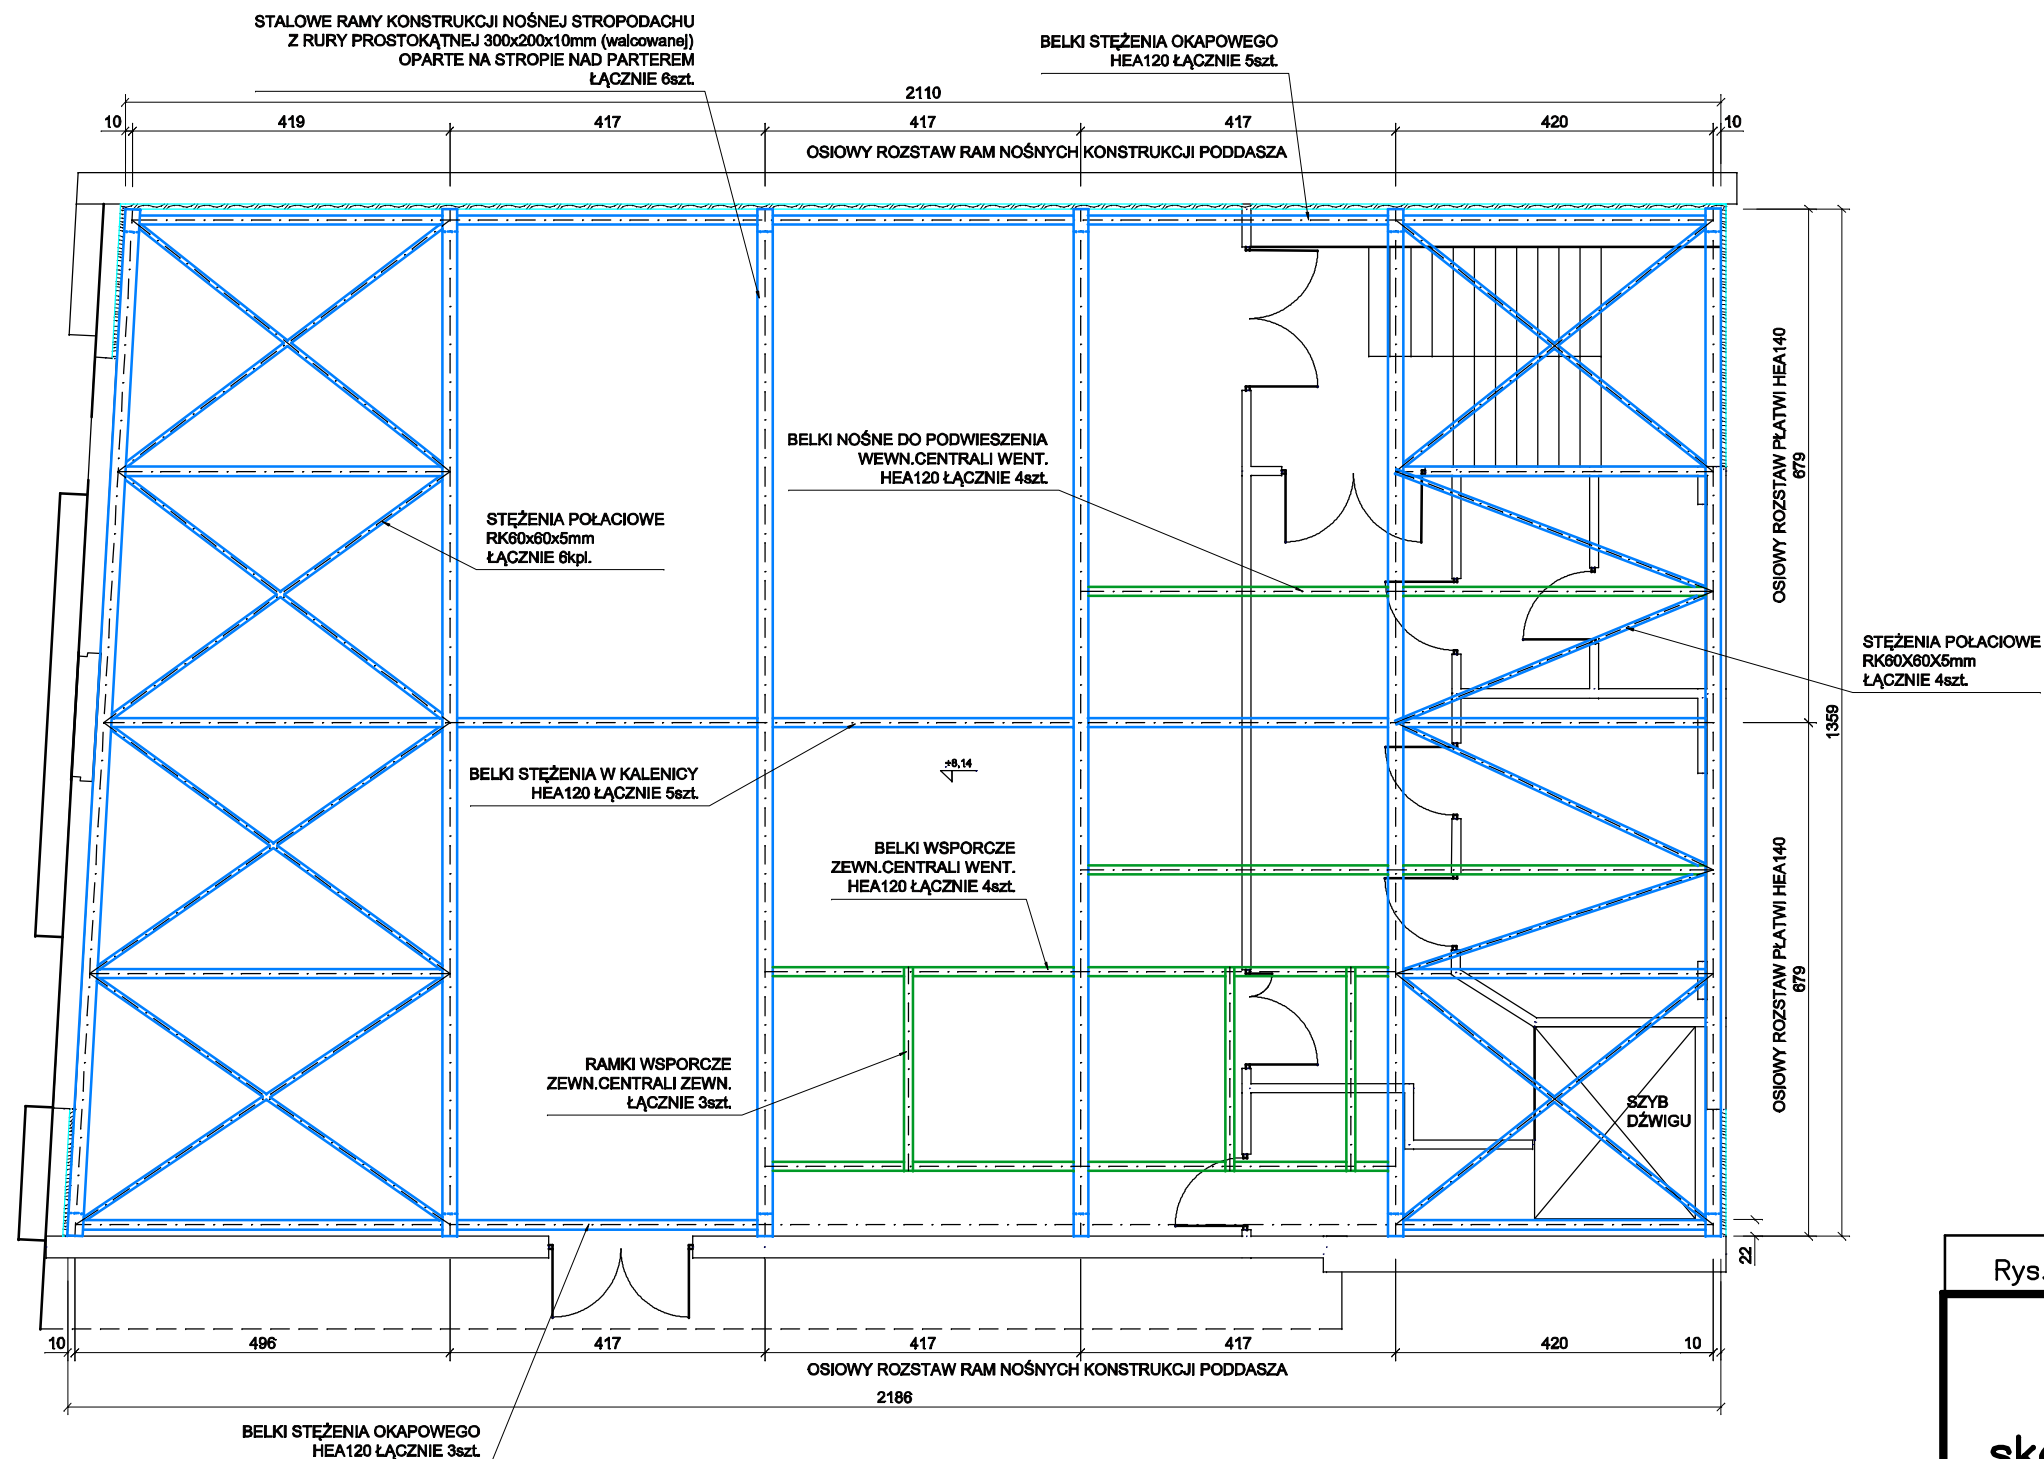 STALOWE RAMY KONSTRUKCJI NOŚNEJ STROPODACHU
Z RURY PROSTOKĄTNEJ 300x200x10mm (walcowanej)
OPARTE NA STROPIE NAD PARTEREM
ŁĄCZNIE 6szt.
BELKI STĘŻENIA OKAPOWEGO
HEA120 ŁĄCZNIE 5szt.
2110
10
419
417
417
417
420
10
OSIOWY ROZSTAW RAM NOŚNYCH KONSTRUKCJI PODDASZA
BELKI NOŚNE DO PODWIESZENIA
WEWN.CENTRALI WENT.
HEA120 ŁĄCZNIE 4szt.
STĘŻENIA POŁACIOWE
RK60x60x5mm
ŁĄCZNIE 6kpl.
OSIOWY ROZSTAW PŁATWI HEA140
679
STĘŻENIA POŁACIOWE
RK60X60X5mm
ŁĄCZNIE 4szt.
1359
BELKI STĘŻENIA W KALENICY
HEA120 ŁĄCZNIE 5szt.
+8,14
BELKI WSPORCZE
ZEWN.CENTRALI WENT.
HEA120 ŁĄCZNIE 4szt.
OSIOWY ROZSTAW PŁATWI HEA140
679
RAMKI WSPORCZE
ZEWN.CENTRALI ZEWN.
ŁĄCZNIE 3szt.
SZYB
DŹWIGU
22
Rys.
10
496
417
417
417
420
10
OSIOWY ROZSTAW RAM NOŚNYCH KONSTRUKCJI PODDASZA
2186
BELKI STĘŻENIA OKAPOWEGO
HEA120 ŁĄCZNIE 3szt.